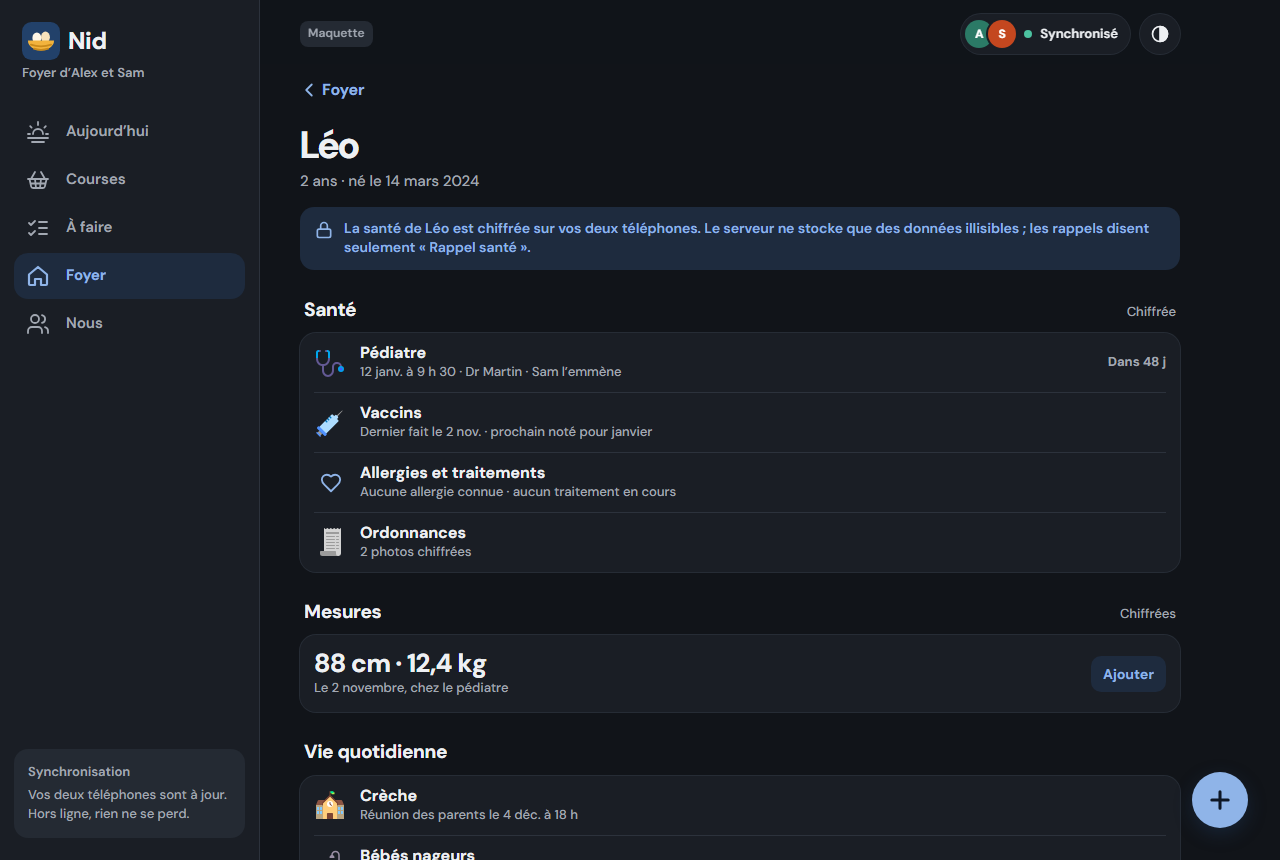 Nid
Foyer d’Alex et Sam
Aujourd’hui
Courses
À faire
Foyer
Nous
Synchronisation
Vos deux téléphones sont à jour.
Hors ligne, rien ne se perd.
Maquette
A S Synchronisé
Foyer
Léo
2 ans · né le 14 mars 2024
La santé de Léo est chiffrée sur vos deux téléphones. Le serveur ne stocke que des données illisibles ; les rappels disent
seulement « Rappel santé ».
Santé Chiffrée
Pédiatre
12 janv. à 9 h 30 · Dr Martin · Sam l’emmène
Dans 48 j
Vaccins
Dernier fait le 2 nov. · prochain noté pour janvier
Allergies et traitements
Aucune allergie connue · aucun traitement en cours
Ordonnances
2 photos chiffrées
Mesures Chiffrées
88 cm · 12,4 kg
Le 2 novembre, chez le pédiatre
Ajouter
Vie quotidienne
Crèche
Réunion des parents le 4 déc. à 18 h
Bébés nageurs